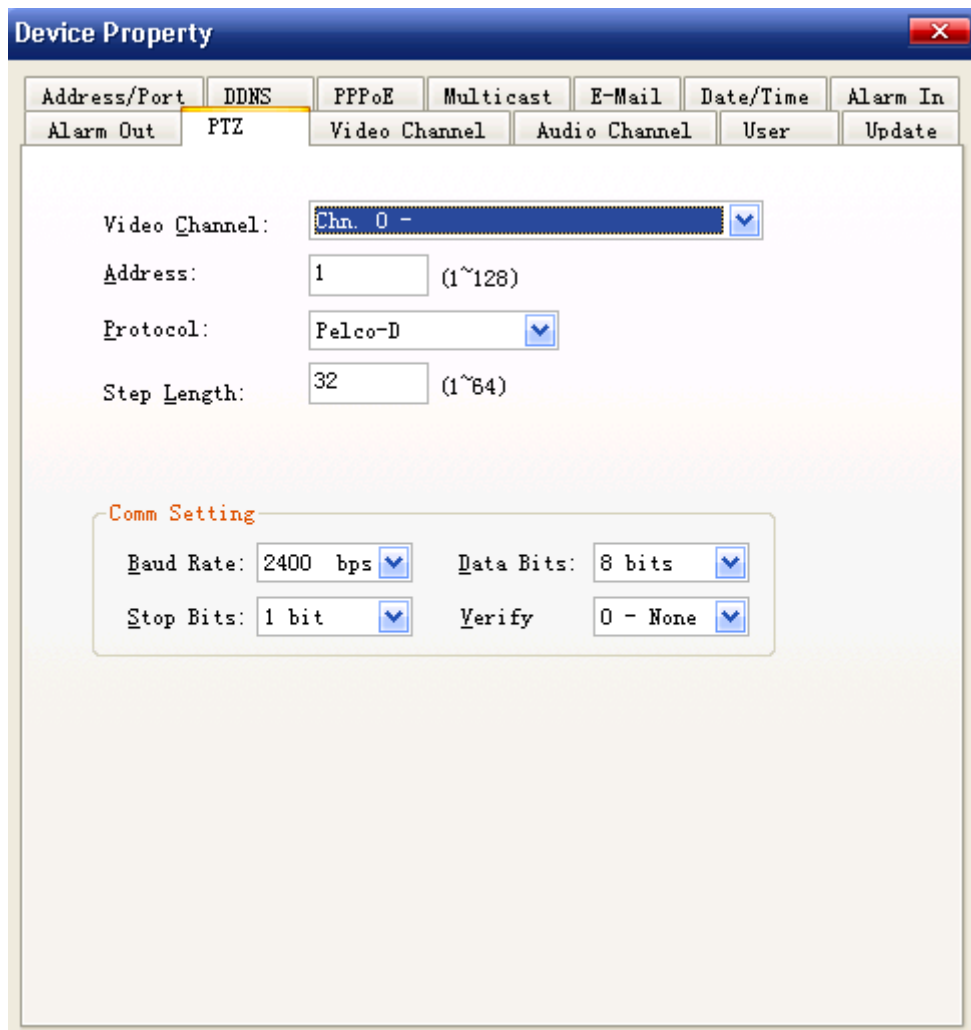 Device Property
Address/Port DDNS PPPoE Multicast E-Mail Date/Time Alarm In
Alarm Out PTZ Video Channel Audio Channel User Update
Video Channel: Chn. 0 -
Address: 1 (1~128)
Protocol: Pelco-D
Step Length: 32 (1~64)
Comm Setting
Baud Rate: 2400 bps Data Bits: 8 bits
Stop Bits: 1 bit Verify 0 - None